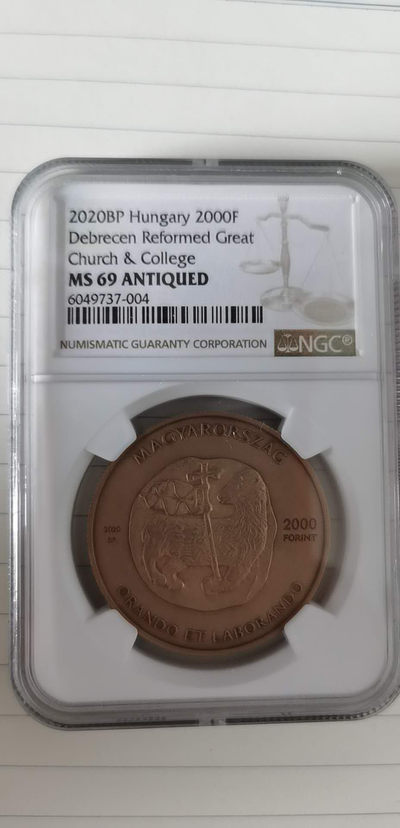 2020BP Hungary 2000F
Debrecen Reformed Great
Church & College
MS 69 ANTIQUED
6049737-004
NUMISMATIC GUARANTY CORPORATION NGC®
MAGYARORSZÁG
2020
BP.
2000
FORINT
ORANDO ET LABORANDO